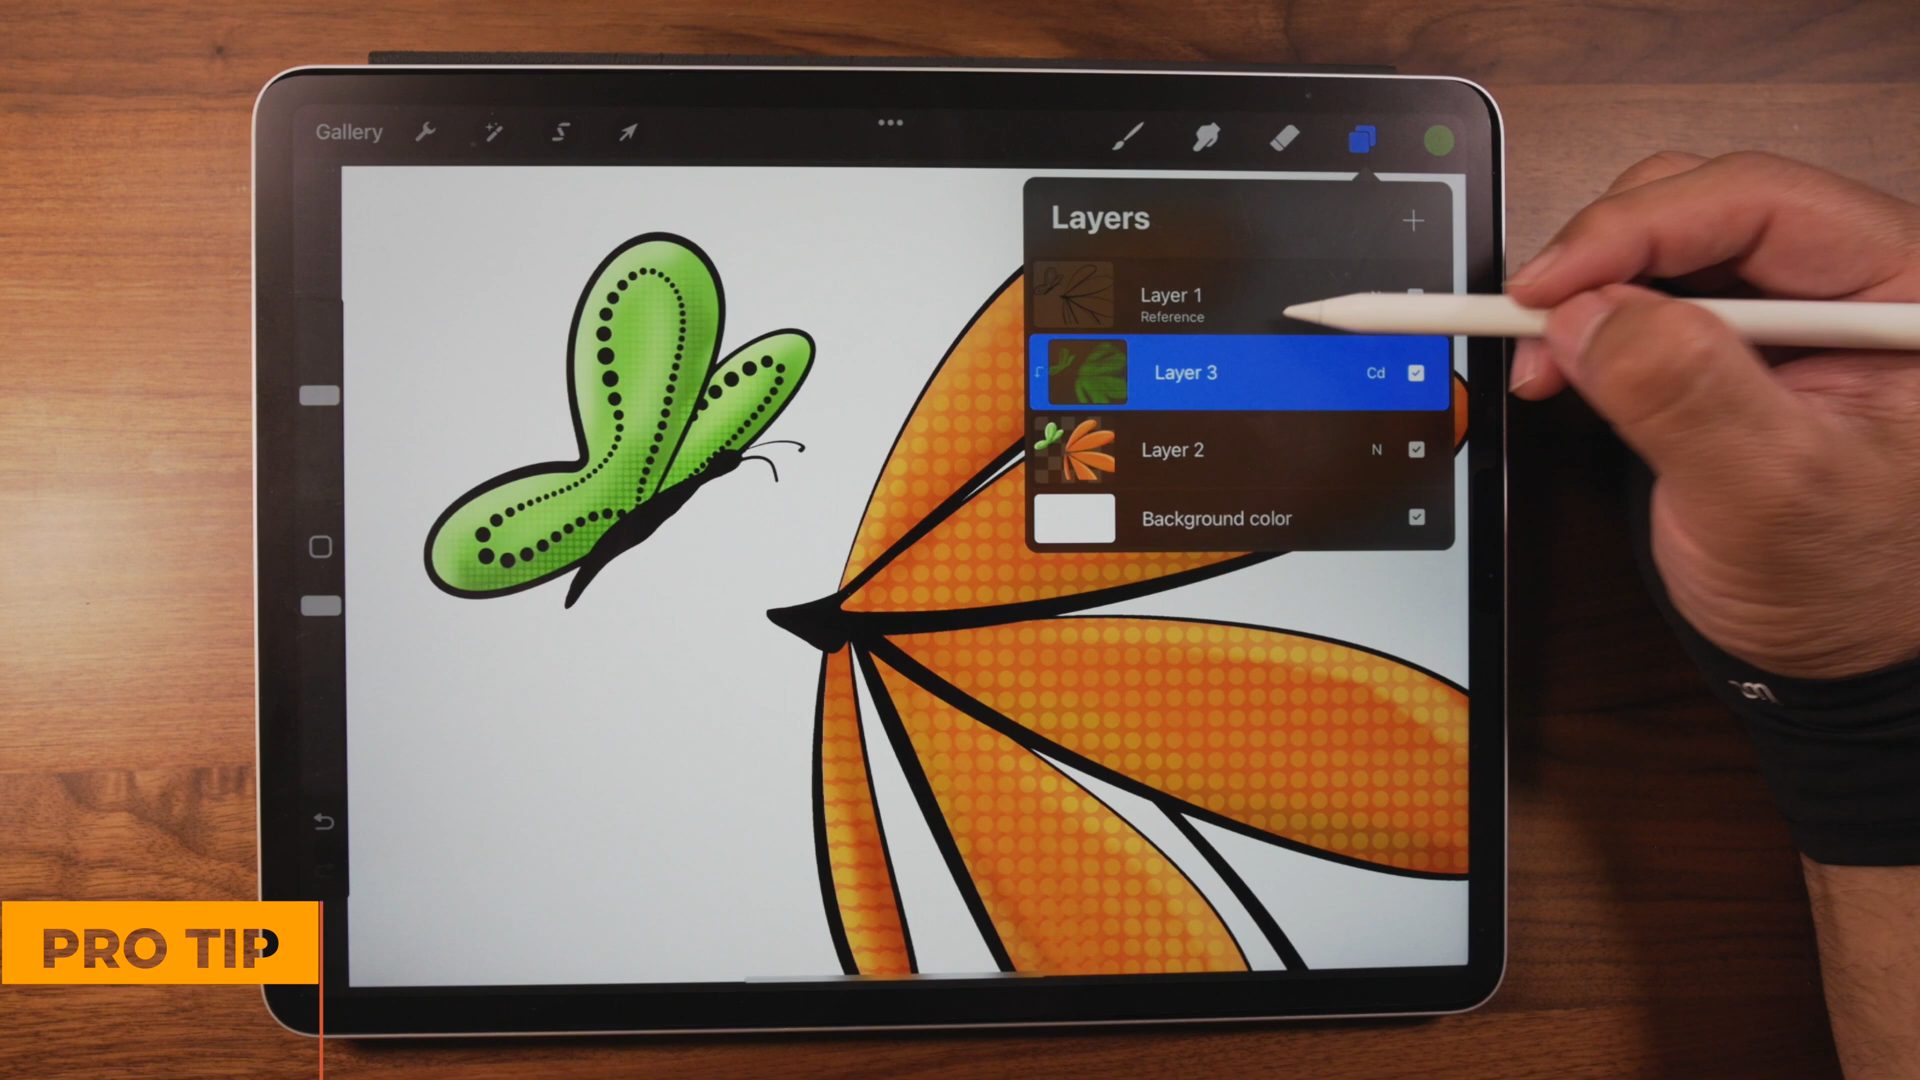 Gallery
Layers
Layer 1
Reference
Layer 3
Cd
Layer 2
N
Background color
PRO TIP